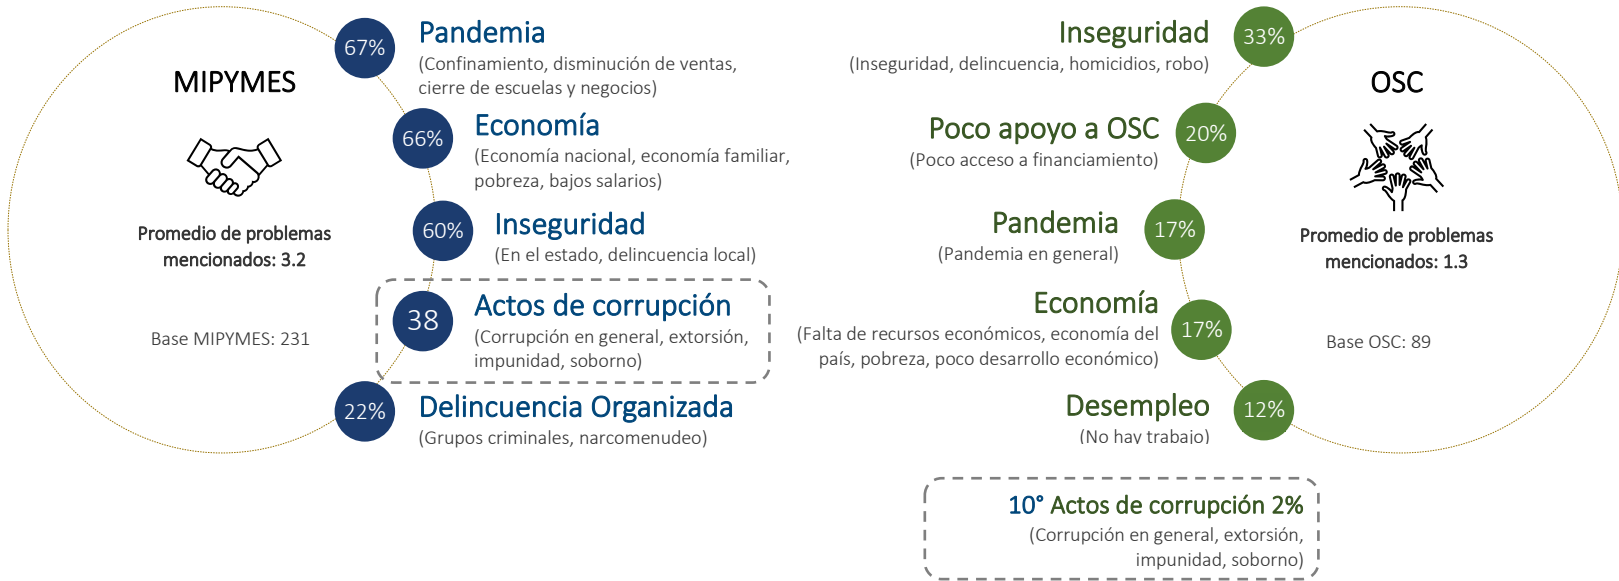 MIPYMES
Promedio de problemas
mencionados: 3.2
Base MIPYMES: 231
67%
Pandemia
(Confinamiento, disminución de ventas,
cierre de escuelas y negocios)
66%
Economía
(Economía nacional, economía familiar,
pobreza, bajos salarios)
60%
Inseguridad
(En el estado, delincuencia local)
38
Actos de corrupción
(Corrupción en general, extorsión,
impunidad, soborno)
22%
Delincuencia Organizada
(Grupos criminales, narcomenudeo)
Inseguridad
33%
(Inseguridad, delincuencia, homicidios, robo)
Poco apoyo a OSC
20%
(Poco acceso a financiamiento)
Pandemia
17%
(Pandemia en general)
Economía
17%
(Falta de recursos económicos, economía del
país, pobreza, poco desarrollo económico)
Desempleo
12%
(No hay trabajo)
10° Actos de corrupción 2%
(Corrupción en general, extorsión,
impunidad, soborno)
OSC
Promedio de problemas
mencionados: 1.3
Base OSC: 89